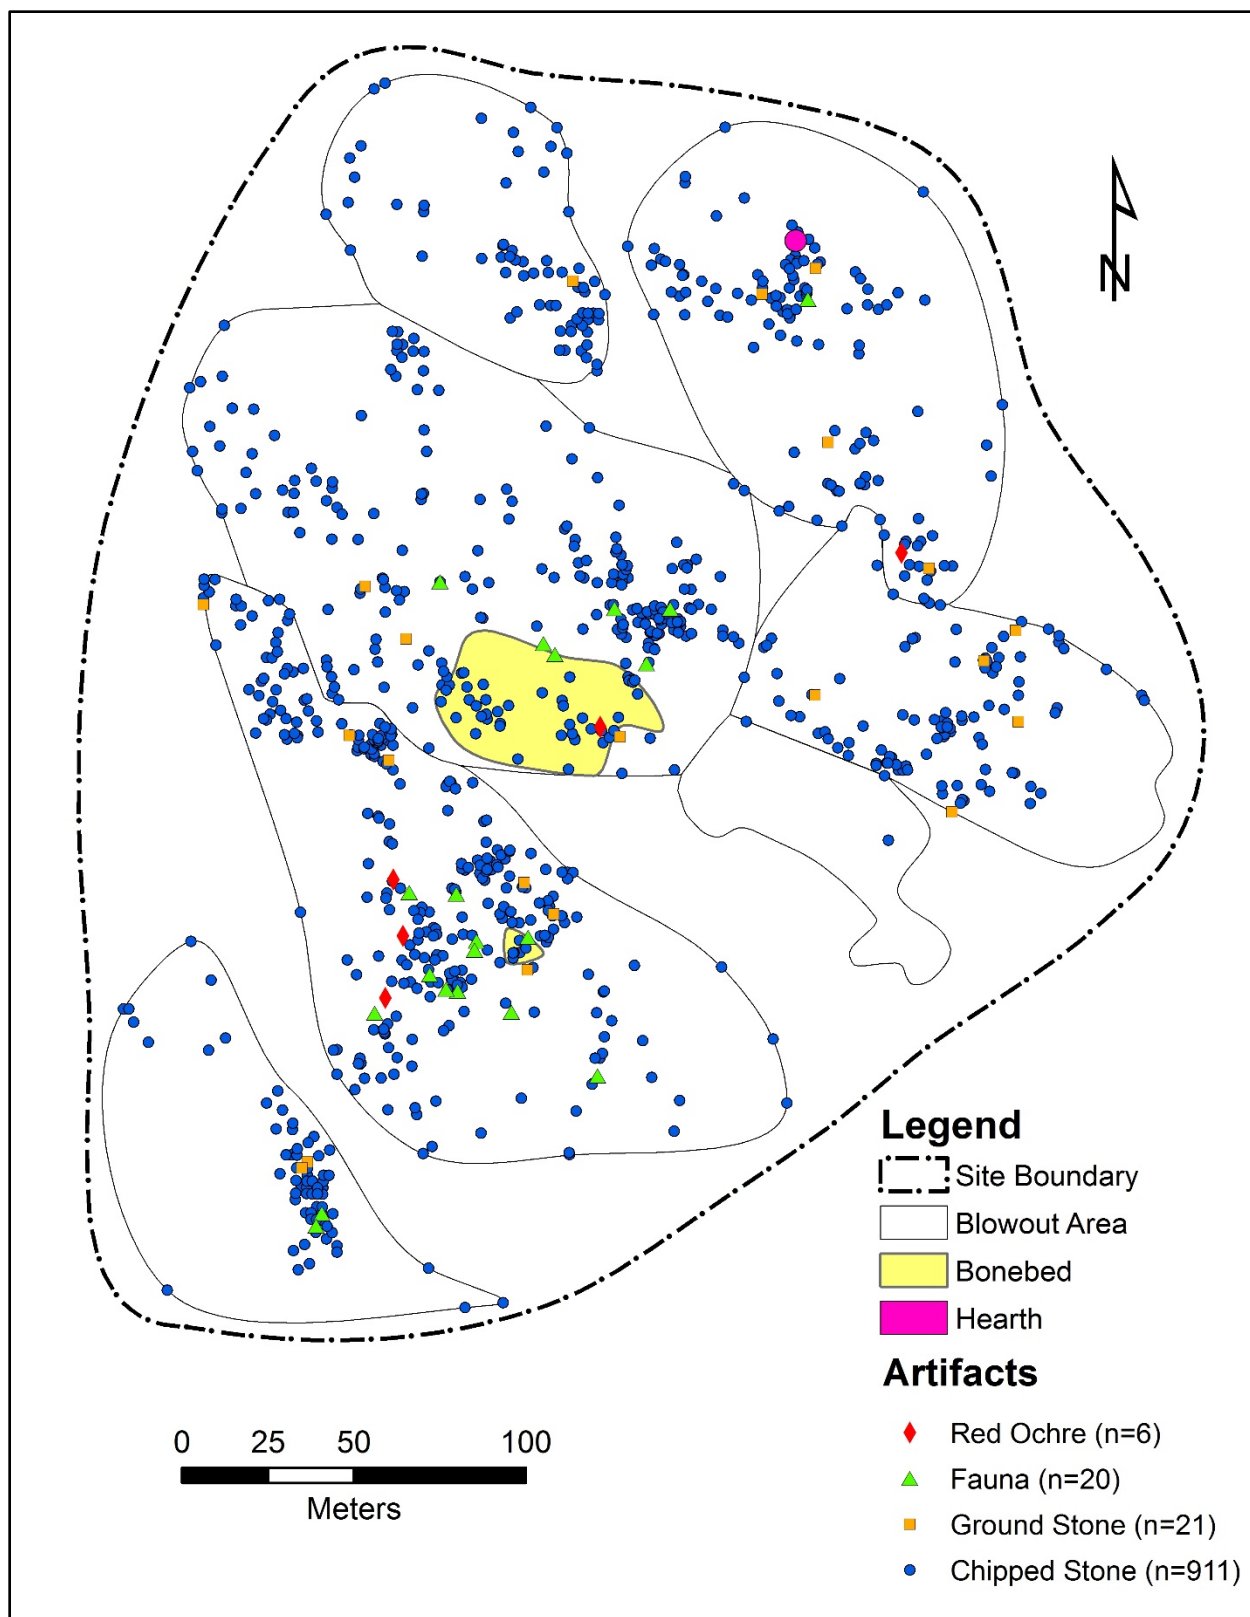 N
Legend
Site Boundary
Blowout Area
Bonebed
Hearth
Artifacts
Red Ochre (n=6)
Fauna (n=20)
Ground Stone (n=21)
Chipped Stone (n=911)
0 25 50 100
Meters